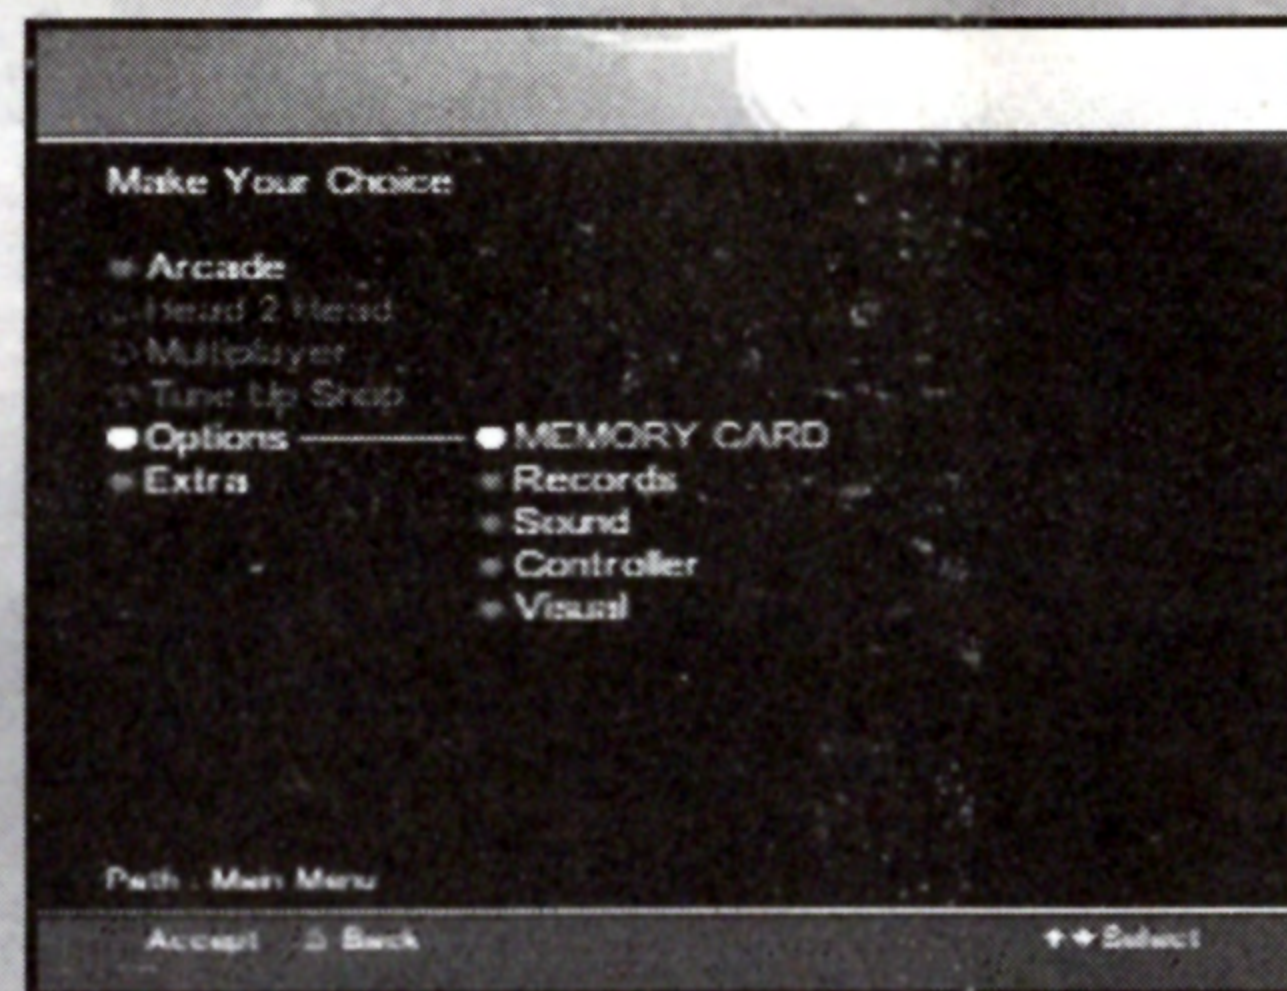 Make Your Choice
Arcade
Head 2 Head
Multiplayer
Tune Up Shop
Options MEMORY CARD
Extra Records
Sound
Controller
Visual
Path : Main Menu
Accept Back
Select